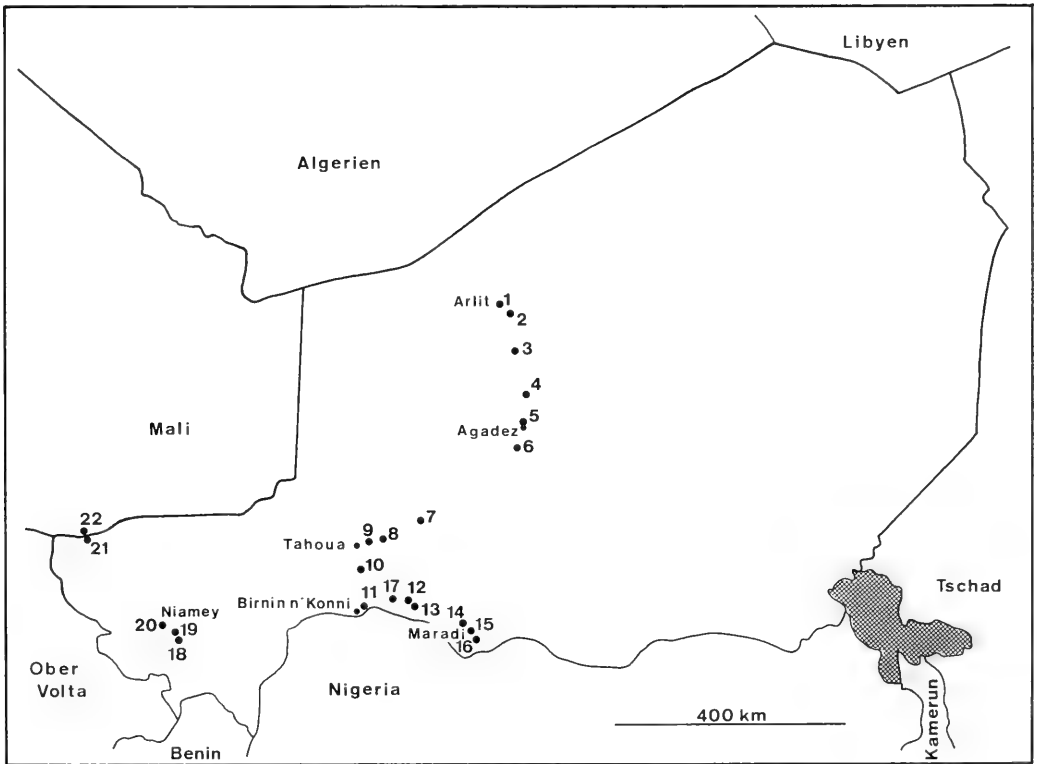 Libyen
Algerien
Arlit 1
2
3
4
5
Agadez
6
Mali
7
22
21
9 8
Tahoua
10
Tschad
11 17 12
Birnin n'Konni 13
14
Niamey
20 19
18
Maradi 15
16
Ober
Volta
Nigeria
400 km
Kamerun
Benin